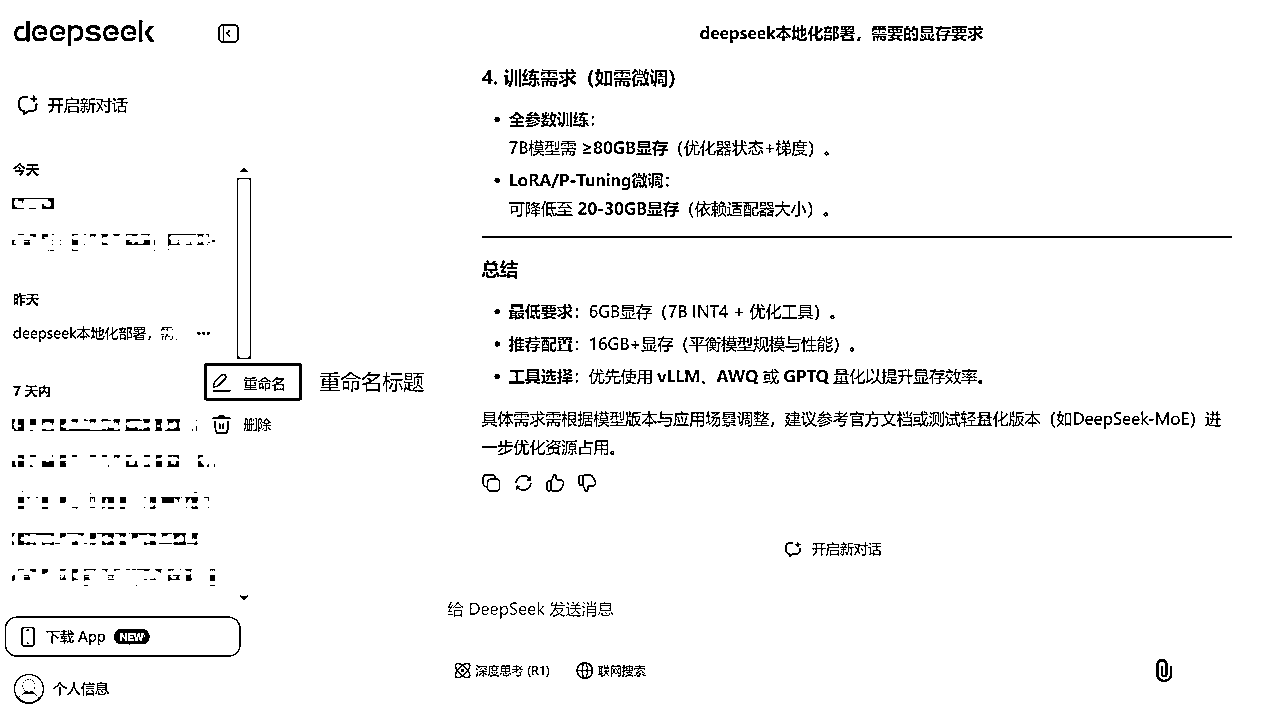 deepseek
开启新对话
今天
昨天
deepseek本地化部署，需
7 天内
重命名
重命名标题
删除
下载 App NEW
个人信息
deepseek本地化部署，需要的显存要求
4. 训练需求（如需微调）
• 全参数训练：
7B模型需 ≥80GB显存（优化器状态+梯度）。
• LoRA/P-Tuning微调：
可降低至 20-30GB显存（依赖适配器大小）。
总结
• 最低要求：6GB显存（7B INT4 + 优化工具）。
• 推荐配置：16GB+显存（平衡模型规模与性能）。
• 工具选择：优先使用 vLLM、AWQ 或 GPTQ 量化以提升显存效率。
具体需求需根据模型版本与应用场景调整，建议参考官方文档或测试轻量化版本（如DeepSeek-MoE）进
一步优化资源占用。
开启新对话
给 DeepSeek 发送消息
深度思考 (R1)
联网搜索